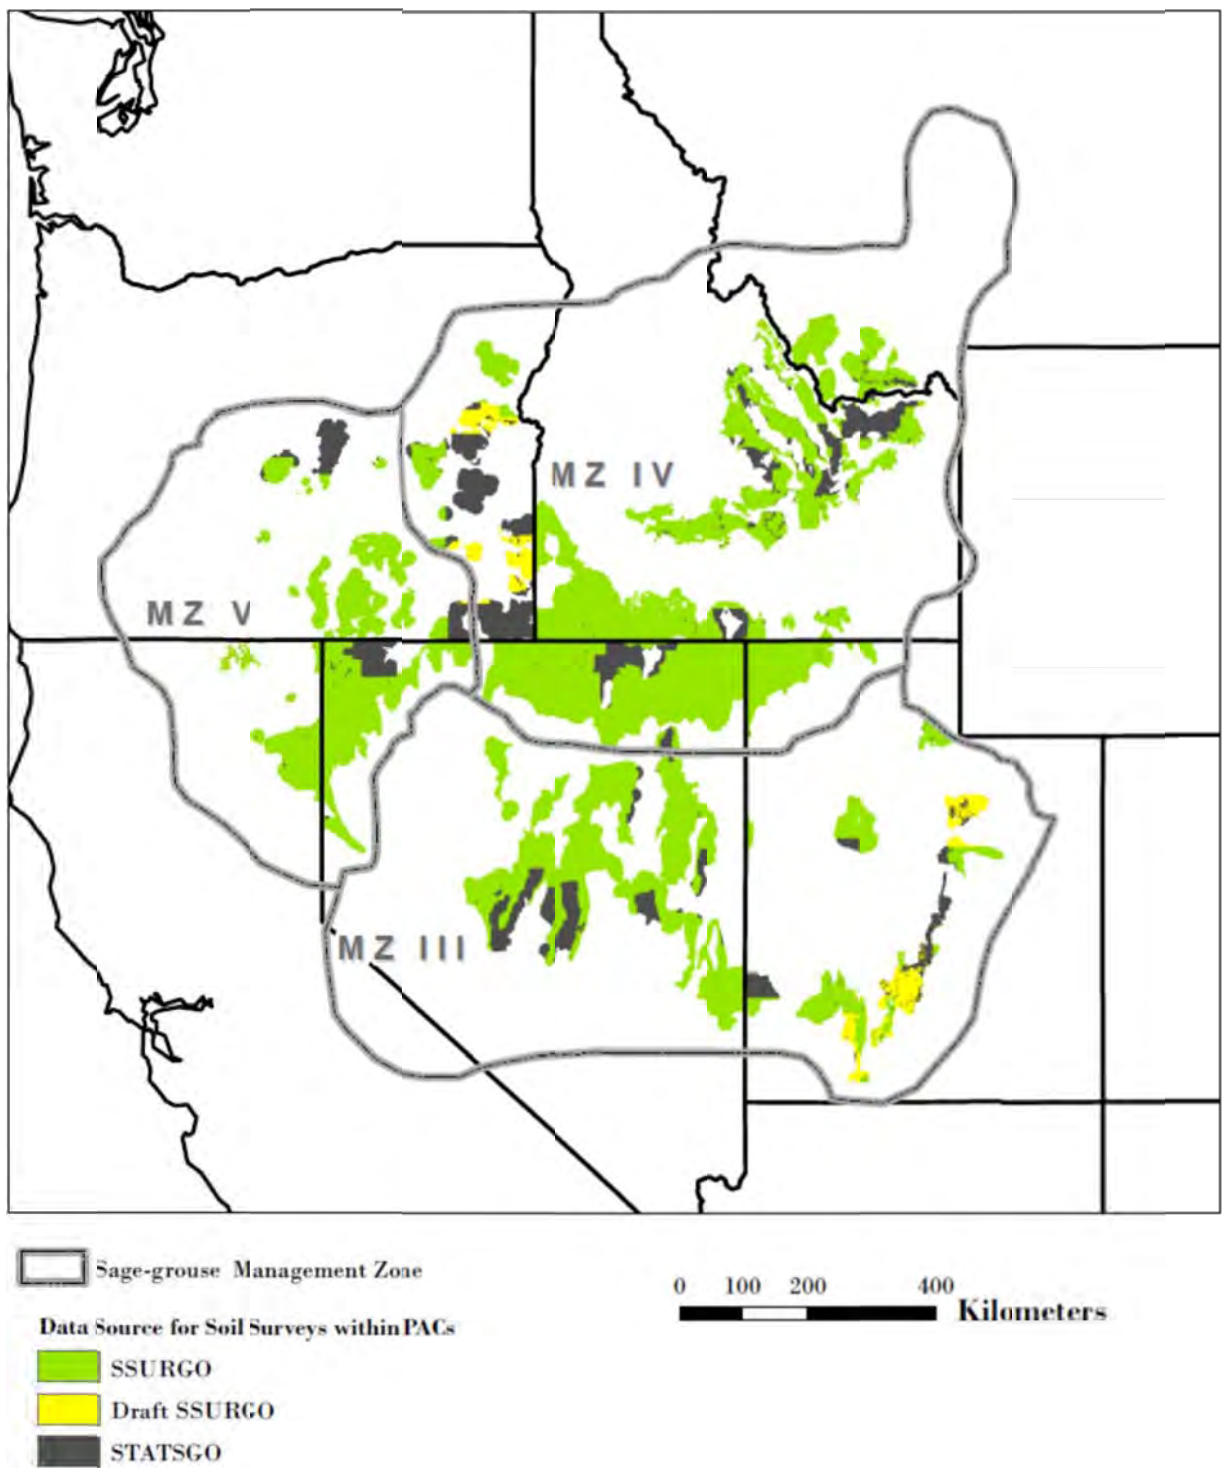 MZ IV
MZ V
MZ III
Sage-grouse Management Zone
0 100 200 400
Kilometers
Data Source for Soil Surveys within PACs
SSURGO
Draft SSURGO
STATSGO